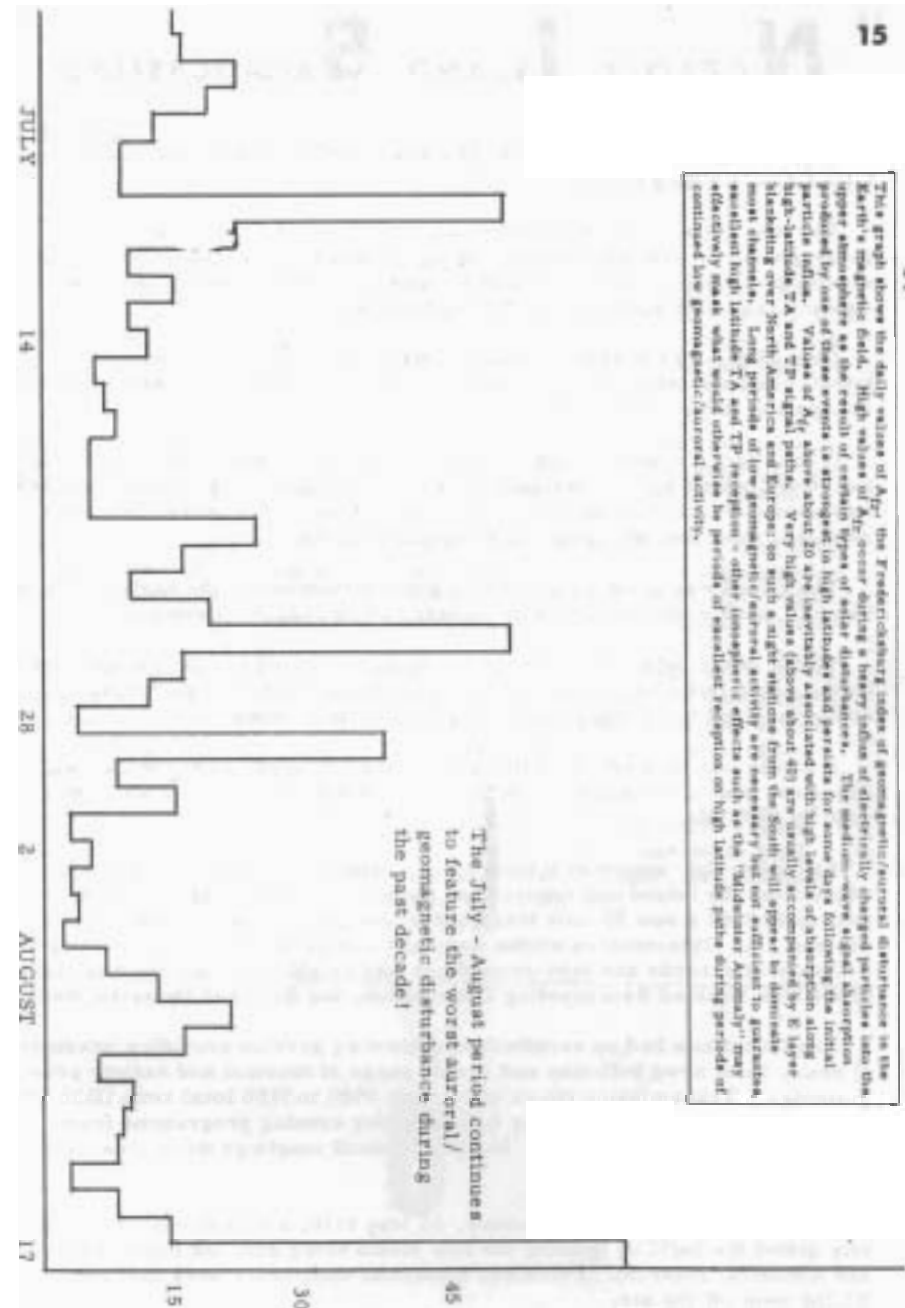 15
This graph shows the daily value of A_fr, the Fredericksburg index of geomagnetic/auroral disturbance in the
Earth's magnetic field. High values of A_fr occur during a heavy influx of electrically charged particles into the
upper atmosphere as the result of certain types of solar disturbances. The medium wave signal absorption
produced by one of these events is strongest in high latitudes and persists for some days following the initial
particle influx. Values of A_fr above about 20 are inevitably associated with high levels of absorption along
high-latitude TA and TP signal paths. Very high values (above about 40) are usually accompanied by E layer
blanketing over North America and Europe: on such a night stations from the South will appear to dominate
most channels. Long periods of low geomagnetic/auroral activity are necessary but not sufficient to guarantee
excellent high latitude TA and TP reception - other ionospheric effects such as the "Midwinter Anomaly" may
effectively mask what would otherwise be periods of excellent reception on high latitude paths during periods of
continued low geomagnetic/auroral activity.
The July - August period continues
to feature the worst auroral/
geomagnetic disturbance during
the past decade!
JULY 14 28 2 AUGUST 17
15 30 45